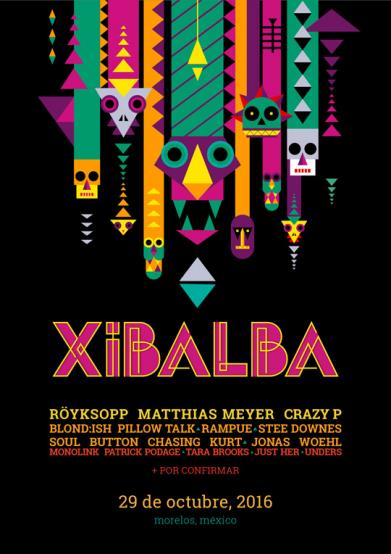 XiBALBA
RÖYKSOPP MATTHIAS MEYER CRAZY P
BLOND:ISH PILLOW TALK RAMPUE STEE DOWNES
SOUL BUTTON CHASING KURT JONAS WOEHL
MONOLINK PATRICK PODAGE TARA BROOKS JUST HER UNDERS
+ POR CONFIRMAR
29 de octubre, 2016
morelos, méxico